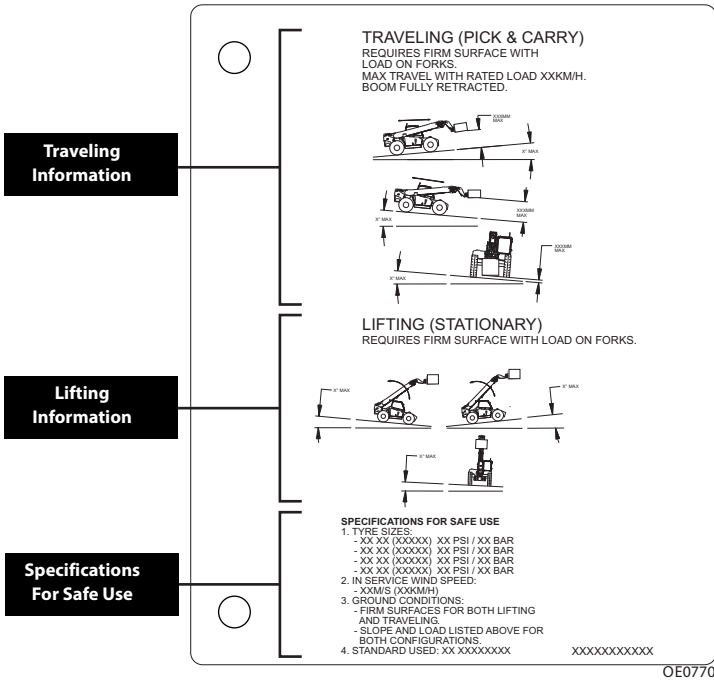 TRAVELING (PICK & CARRY)
REQUIRES FIRM SURFACE WITH
LOAD ON FORKS.
MAX TRAVEL WITH RATED LOAD XXKM/H.
BOOM FULLY RETRACTED.
Traveling
Information
XXXMM
MAX
X° MAX
X° MAX
XXXMM
MAX
XXXMM
MAX
X° MAX
LIFTING (STATIONARY)
REQUIRES FIRM SURFACE WITH LOAD ON FORKS.
Lifting
Information
X° MAX
X° MAX
X° MAX
Specifications
For Safe Use
SPECIFICATIONS FOR SAFE USE
1. TYRE SIZES:
- XX XX (XXXXX) XX PSI / XX BAR
- XX XX (XXXXX) XX PSI / XX BAR
- XX XX (XXXXX) XX PSI / XX BAR
- XX XX (XXXXX) XX PSI / XX BAR
2. IN SERVICE WIND SPEED:
- XXM/S (XXKM/H)
3. GROUND CONDITIONS:
- FIRM SURFACES FOR BOTH LIFTING
AND TRAVELING.
- SLOPE AND LOAD LISTED ABOVE FOR
BOTH CONFIGURATIONS.
4. STANDARD USED: XX XXXXXXXX XXXXXXXXXXX
OE0770